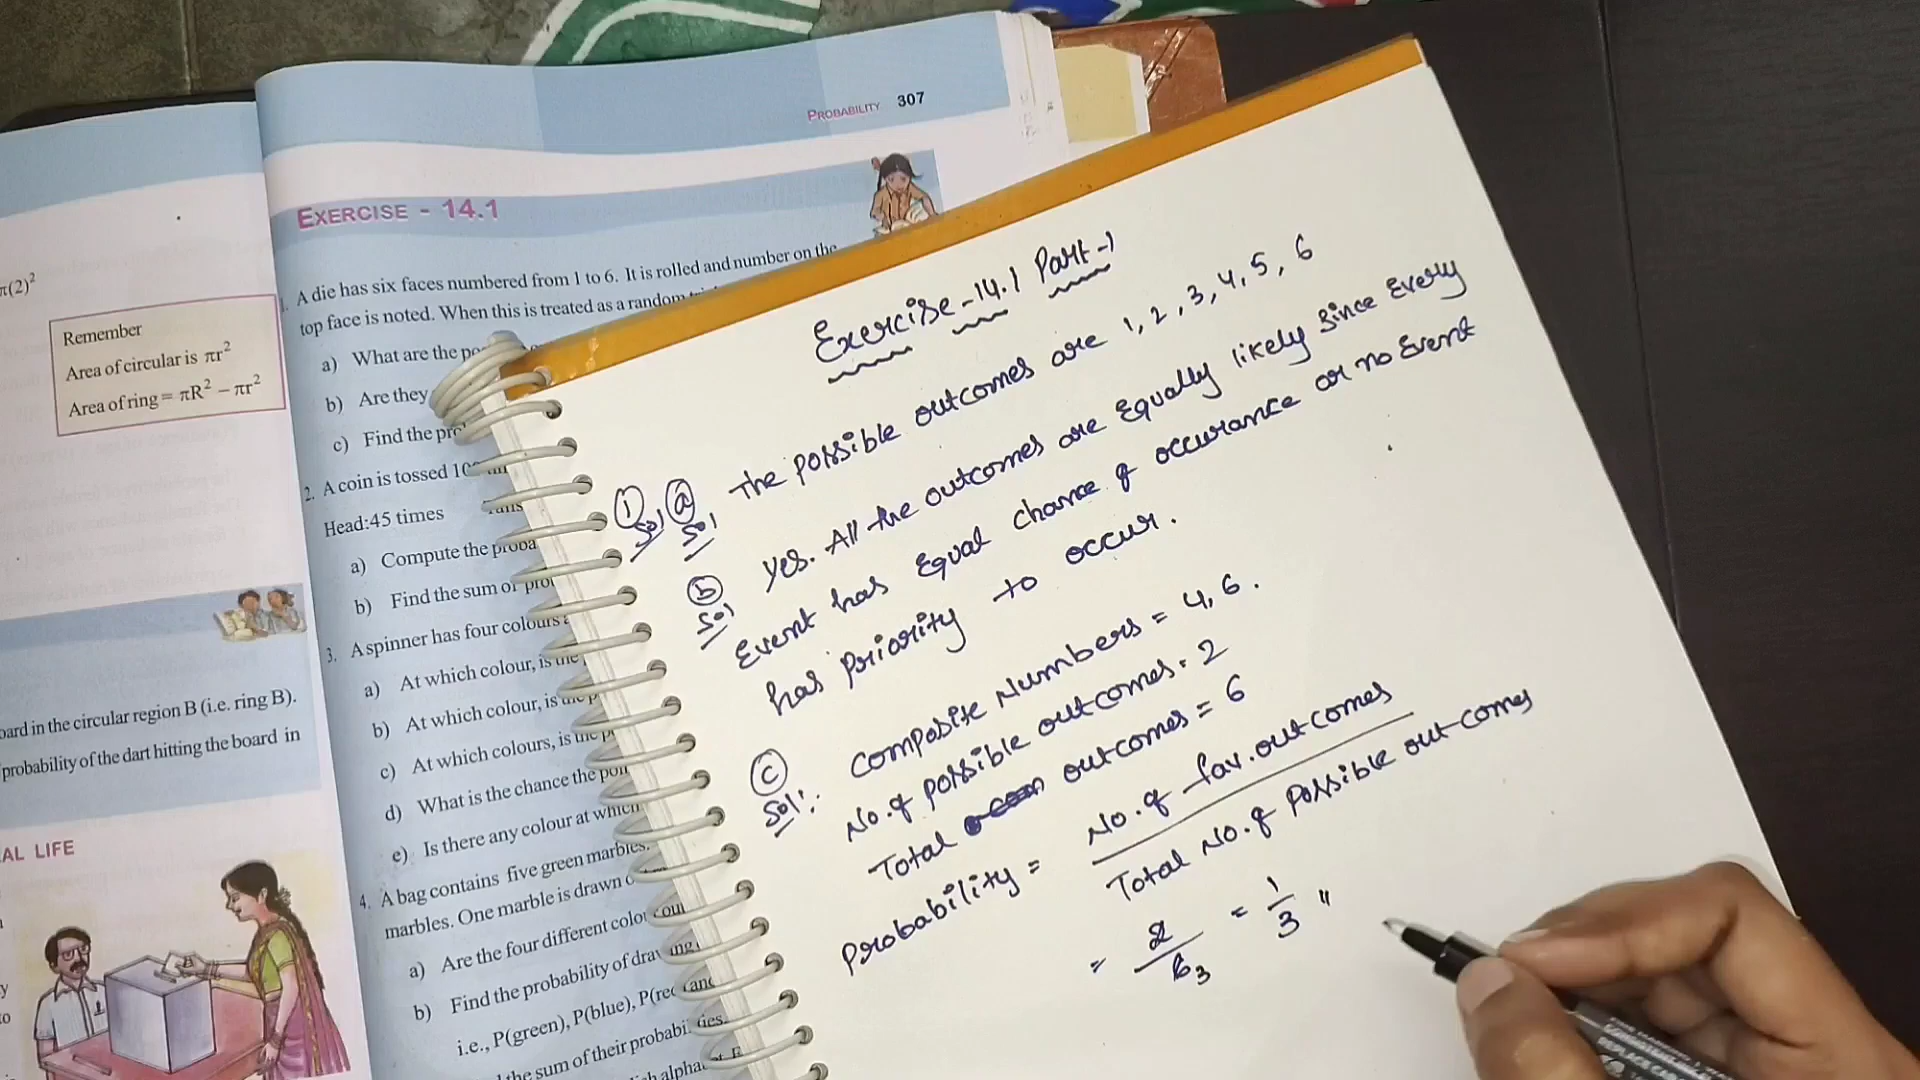 PROBABILITY 307
π(2)²
Remember
Area of circular is πr²
Area of ring = πR² – πr²
oard in the circular region B (i.e. ring B).
probability of the dart hitting the board in
AL LIFE
EXERCISE - 14.1
1. A die has six faces numbered from 1 to 6. It is rolled and number on the
top face is noted. When this is treated as a random
a) What are the
b) Are they
c) Find the
2. A coin is tossed
Head:45 times
a) Compute the
b) Find the sum of
3. A spinner has four colours
a) At which colour, is the
b) At which colour, is
c) At which colours, is
d) What is the chance the
e) Is there any colour at which
4. A bag contains five green marbles.
marbles. One marble is drawn
a) Are the four different
b) Find the probability of
i.e., P(green), P(blue),
the sum of their
Exercise-14.1 Part-1
① ⓐ The possible outcomes are 1, 2, 3, 4, 5, 6
Sol Sol
ⓑ Yes. All the outcomes are Equally likely since Every
Sol Event has Equal chance of occurance or no Event
has Priority to occur.
ⓒ Composite Numbers = 4, 6.
Sol: No. of possible outcomes = 2
Total outcomes = 6
Probability = No. of fav. outcomes
Total No. of Possible outcomes
= 2/6 3 = 1/3 "